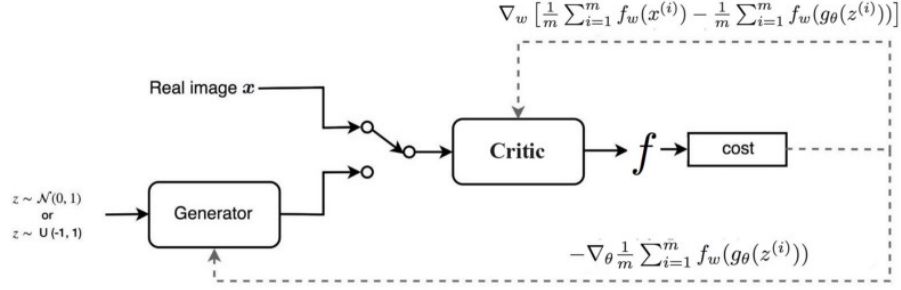 ∇_w [1/m ∑_{i=1}^m f_w(x^(i)) − 1/m ∑_{i=1}^m f_w(g_θ(z^(i)))]
Real image x
Critic
f
cost
z ∼ N(0, 1)
or
z ∼ U (-1, 1)
Generator
−∇_θ 1/m ∑_{i=1}^m f_w(g_θ(z^(i)))